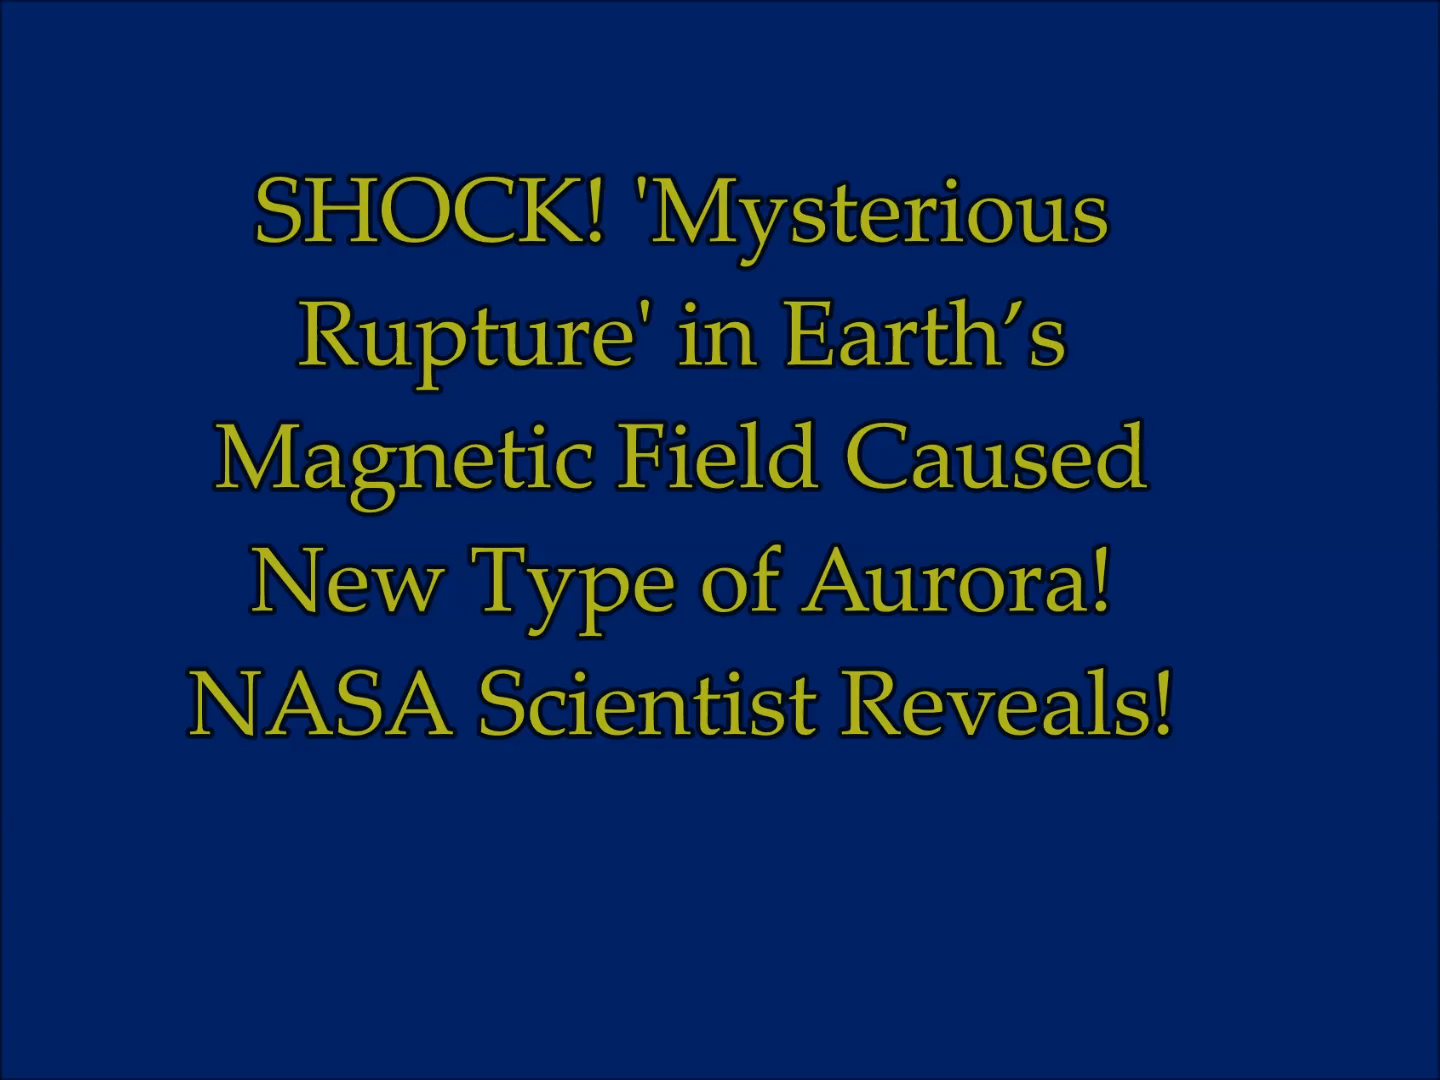 SHOCK! 'Mysterious
Rupture' in Earth’s
Magnetic Field Caused
New Type of Aurora!
NASA Scientist Reveals!